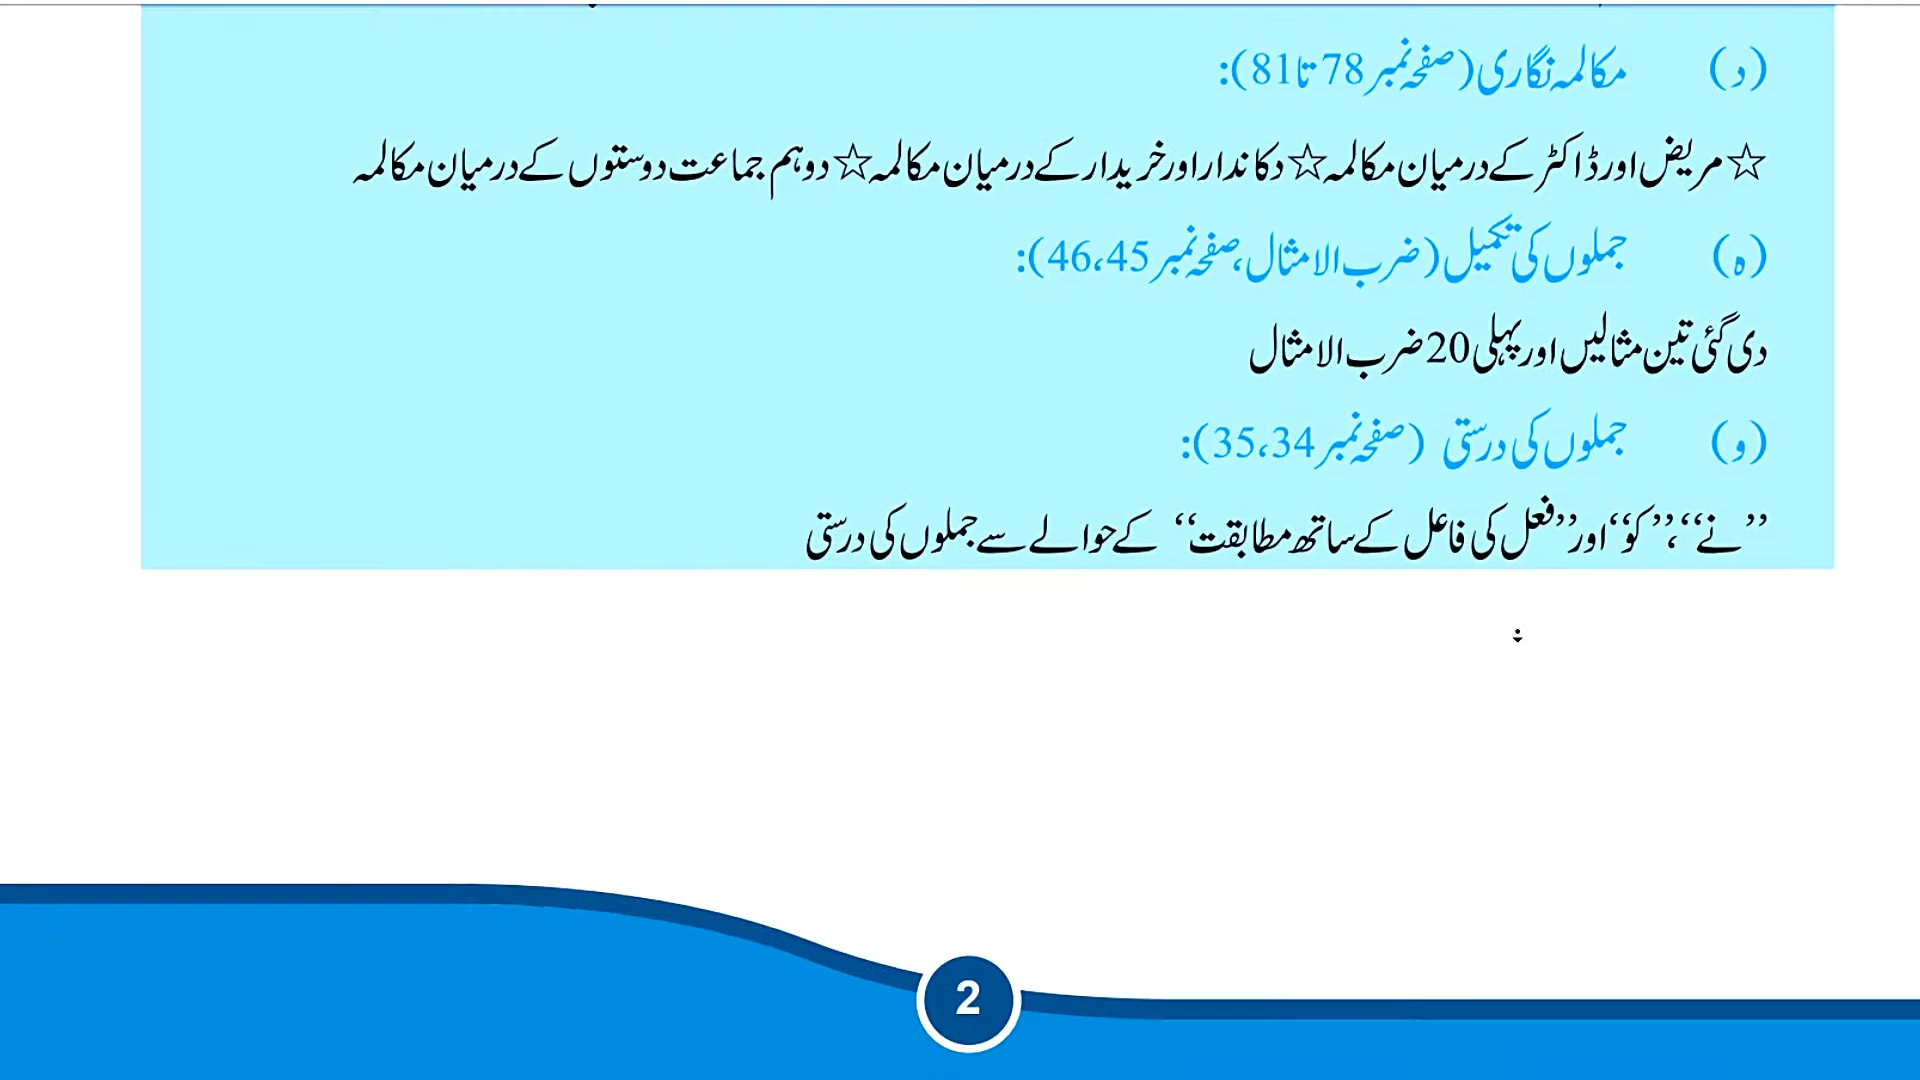 (د) مکالمہ نگاری (صفحہ نمبر 78 تا 81):
☆ مریض اور ڈاکٹر کے درمیان مکالمہ ☆ دکاندار اور خریدار کے درمیان مکالمہ ☆ دو ہم جماعت دوستوں کے درمیان مکالمہ
(ہ) جملوں کی تکمیل (ضرب الامثال، صفحہ نمبر 45، 46):
دی گئی تین مثالیں اور پہلی 20 ضرب الامثال
(و) جملوں کی درستی (صفحہ نمبر 34، 35):
’’نے‘‘، ’’کو‘‘ اور ’’فعل کی فاعل کے ساتھ مطابقت‘‘ کے حوالے سے جملوں کی درستی
2